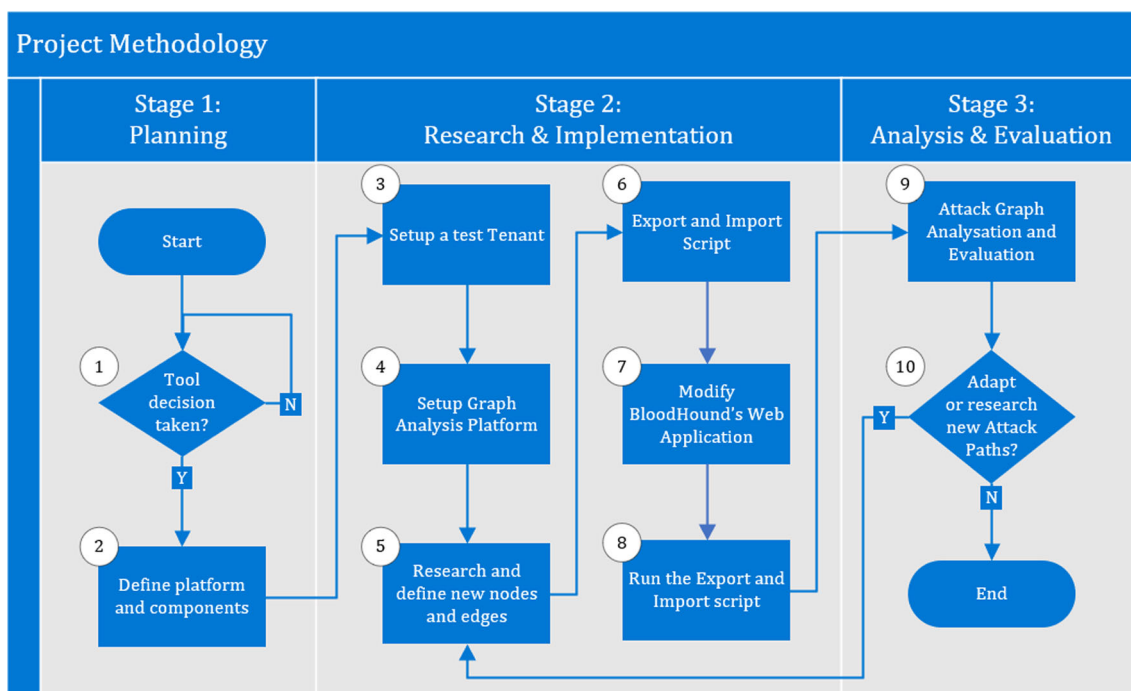 Project Methodology
Stage 1:
Planning
Stage 2:
Research & Implementation
Stage 3:
Analysis & Evaluation
Start
1
Tool
decision
taken?
N
Y
2
Define platform
and components
3
Setup a test Tenant
4
Setup Graph
Analysis Platform
5
Research and
define new nodes
and edges
6
Export and Import
Script
7
Modify
BloodHound's Web
Application
8
Run the Export and
Import script
9
Attack Graph
Analysation and
Evaluation
10
Adapt
or research
new Attack
Paths?
Y
N
End